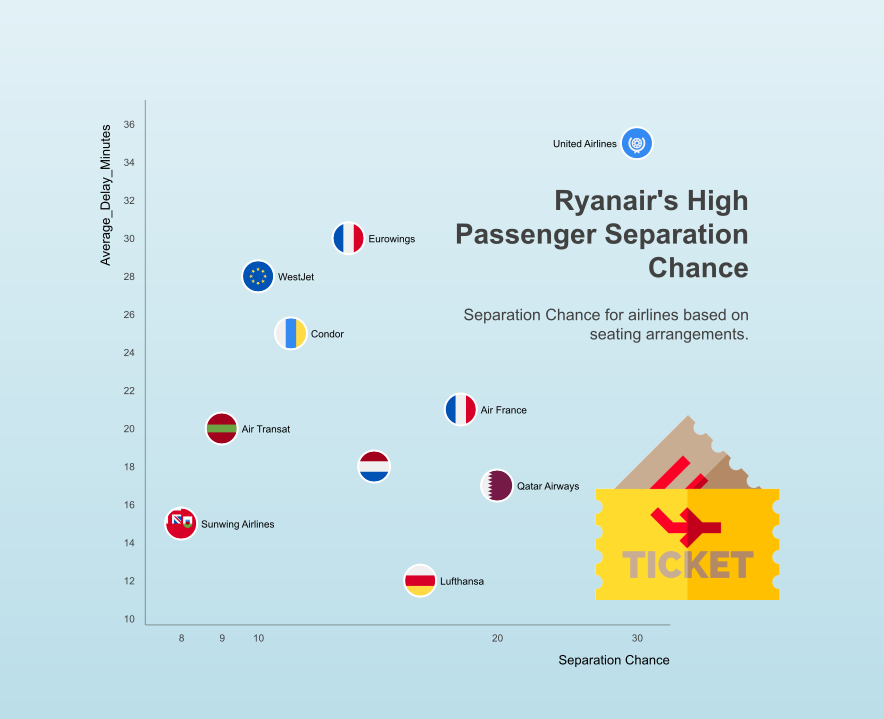 36
34
32
30
28
26
24
22
20
18
16
14
12
10
Average_Delay_Minutes
United Airlines
Ryanair's High
Passenger Separation
Chance
Separation Chance for airlines based on
seating arrangements.
Eurowings
WestJet
Condor
Air France
Air Transat
Qatar Airways
Sunwing Airlines
Lufthansa
TICKET
8
9
10
20
30
Separation Chance